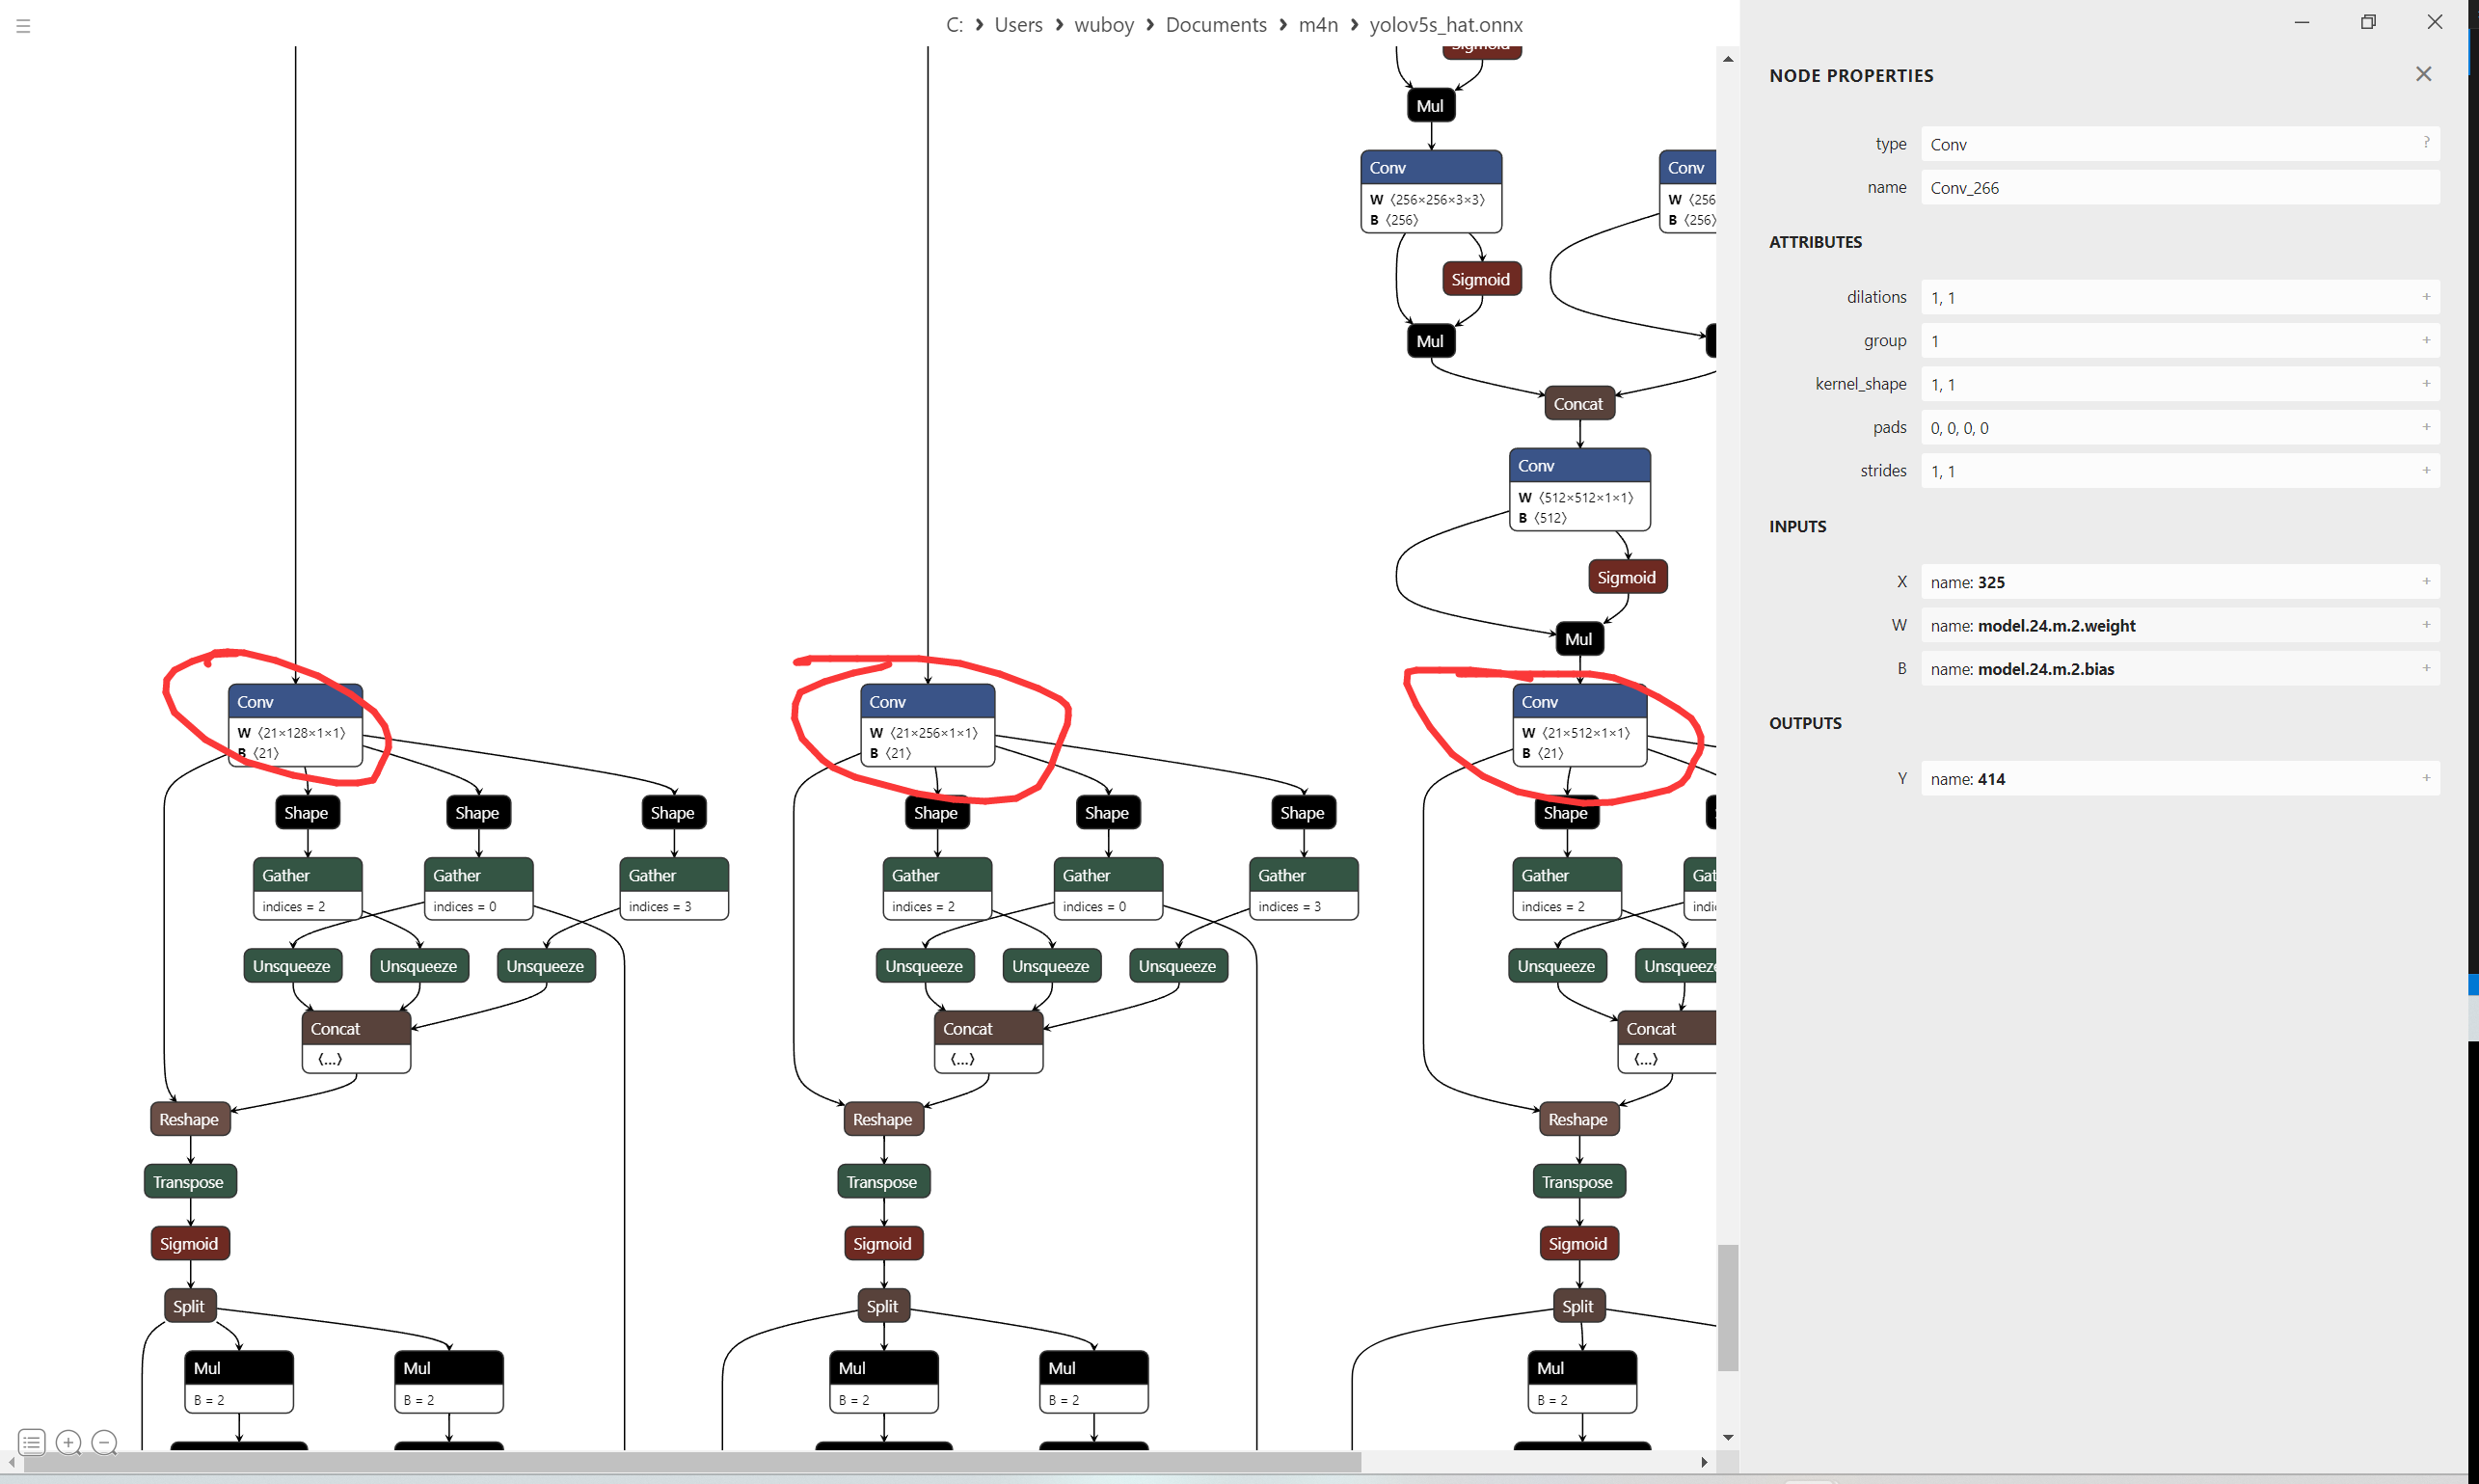 C: › Users › wuboy › Documents › m4n › yolov5s_hat.onnx
Sigmoid
Mul
Conv
W ⟨256×256×3×3⟩
B ⟨256⟩
Conv
W ⟨256
B ⟨256⟩
Sigmoid
Mul
Concat
Conv
W ⟨512×512×1×1⟩
B ⟨512⟩
Sigmoid
Mul
Conv
W ⟨21×128×1×1⟩
B ⟨21⟩
Conv
W ⟨21×256×1×1⟩
B ⟨21⟩
Conv
W ⟨21×512×1×1⟩
B ⟨21⟩
Shape Shape Shape Shape Shape Shape Shape
Gather Gather Gather Gather Gather Gather Gat
indices = 2 indices = 0 indices = 3 indices = 2 indices = 0 indices = 3 indices = 2 indi
Unsqueeze Unsqueeze Unsqueeze Unsqueeze Unsqueeze Unsqueeze Unsqueeze Unsqueeze
Concat Concat Concat
⟨...⟩ ⟨...⟩ ⟨...⟩
Reshape Reshape Reshape
Transpose Transpose Transpose
Sigmoid Sigmoid Sigmoid
Split Split Split
Mul Mul Mul Mul Mul
B = 2 B = 2 B = 2 B = 2 B = 2
NODE PROPERTIES
type Conv ?
name Conv_266
ATTRIBUTES
dilations 1, 1 +
group 1 +
kernel_shape 1, 1 +
pads 0, 0, 0, 0 +
strides 1, 1 +
INPUTS
X name: 325 +
W name: model.24.m.2.weight +
B name: model.24.m.2.bias +
OUTPUTS
Y name: 414 +